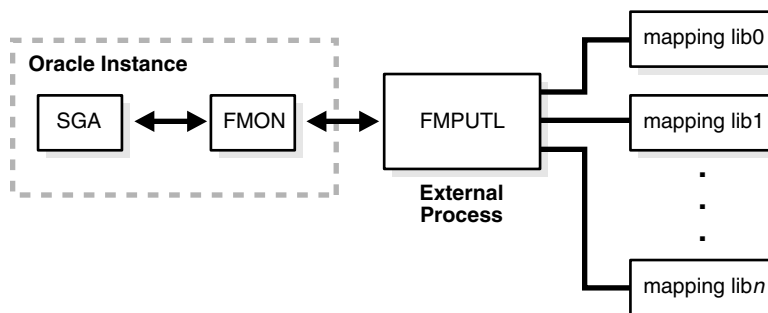 Oracle Instance
SGA
FMON
FMPUTL
External
Process
mapping lib0
mapping lib1
.
.
.
mapping libn